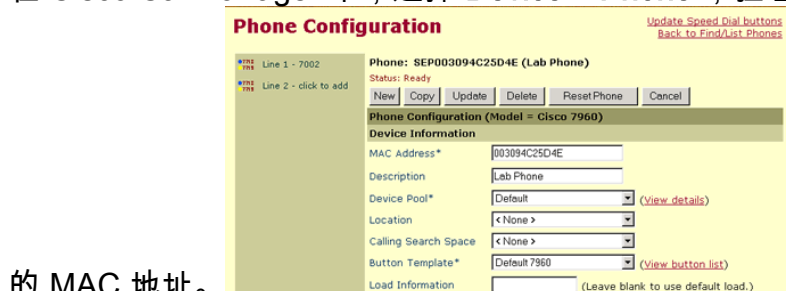 Phone Configuration
Update Speed Dial buttons
Back to Find/List Phones
Line 1 - 7002
Line 2 - click to add
Phone: SEP003094C25D4E (Lab Phone)
Status: Ready
New Copy Update Delete Reset Phone Cancel
Phone Configuration (Model = Cisco 7960)
Device Information
MAC Address* 003094C25D4E
Description Lab Phone
Device Pool* Default (View details)
Location < None >
Calling Search Space < None >
Button Template* Default 7960 (View button list)
Load Information (Leave blank to use default load.)
的 MAC 地址。